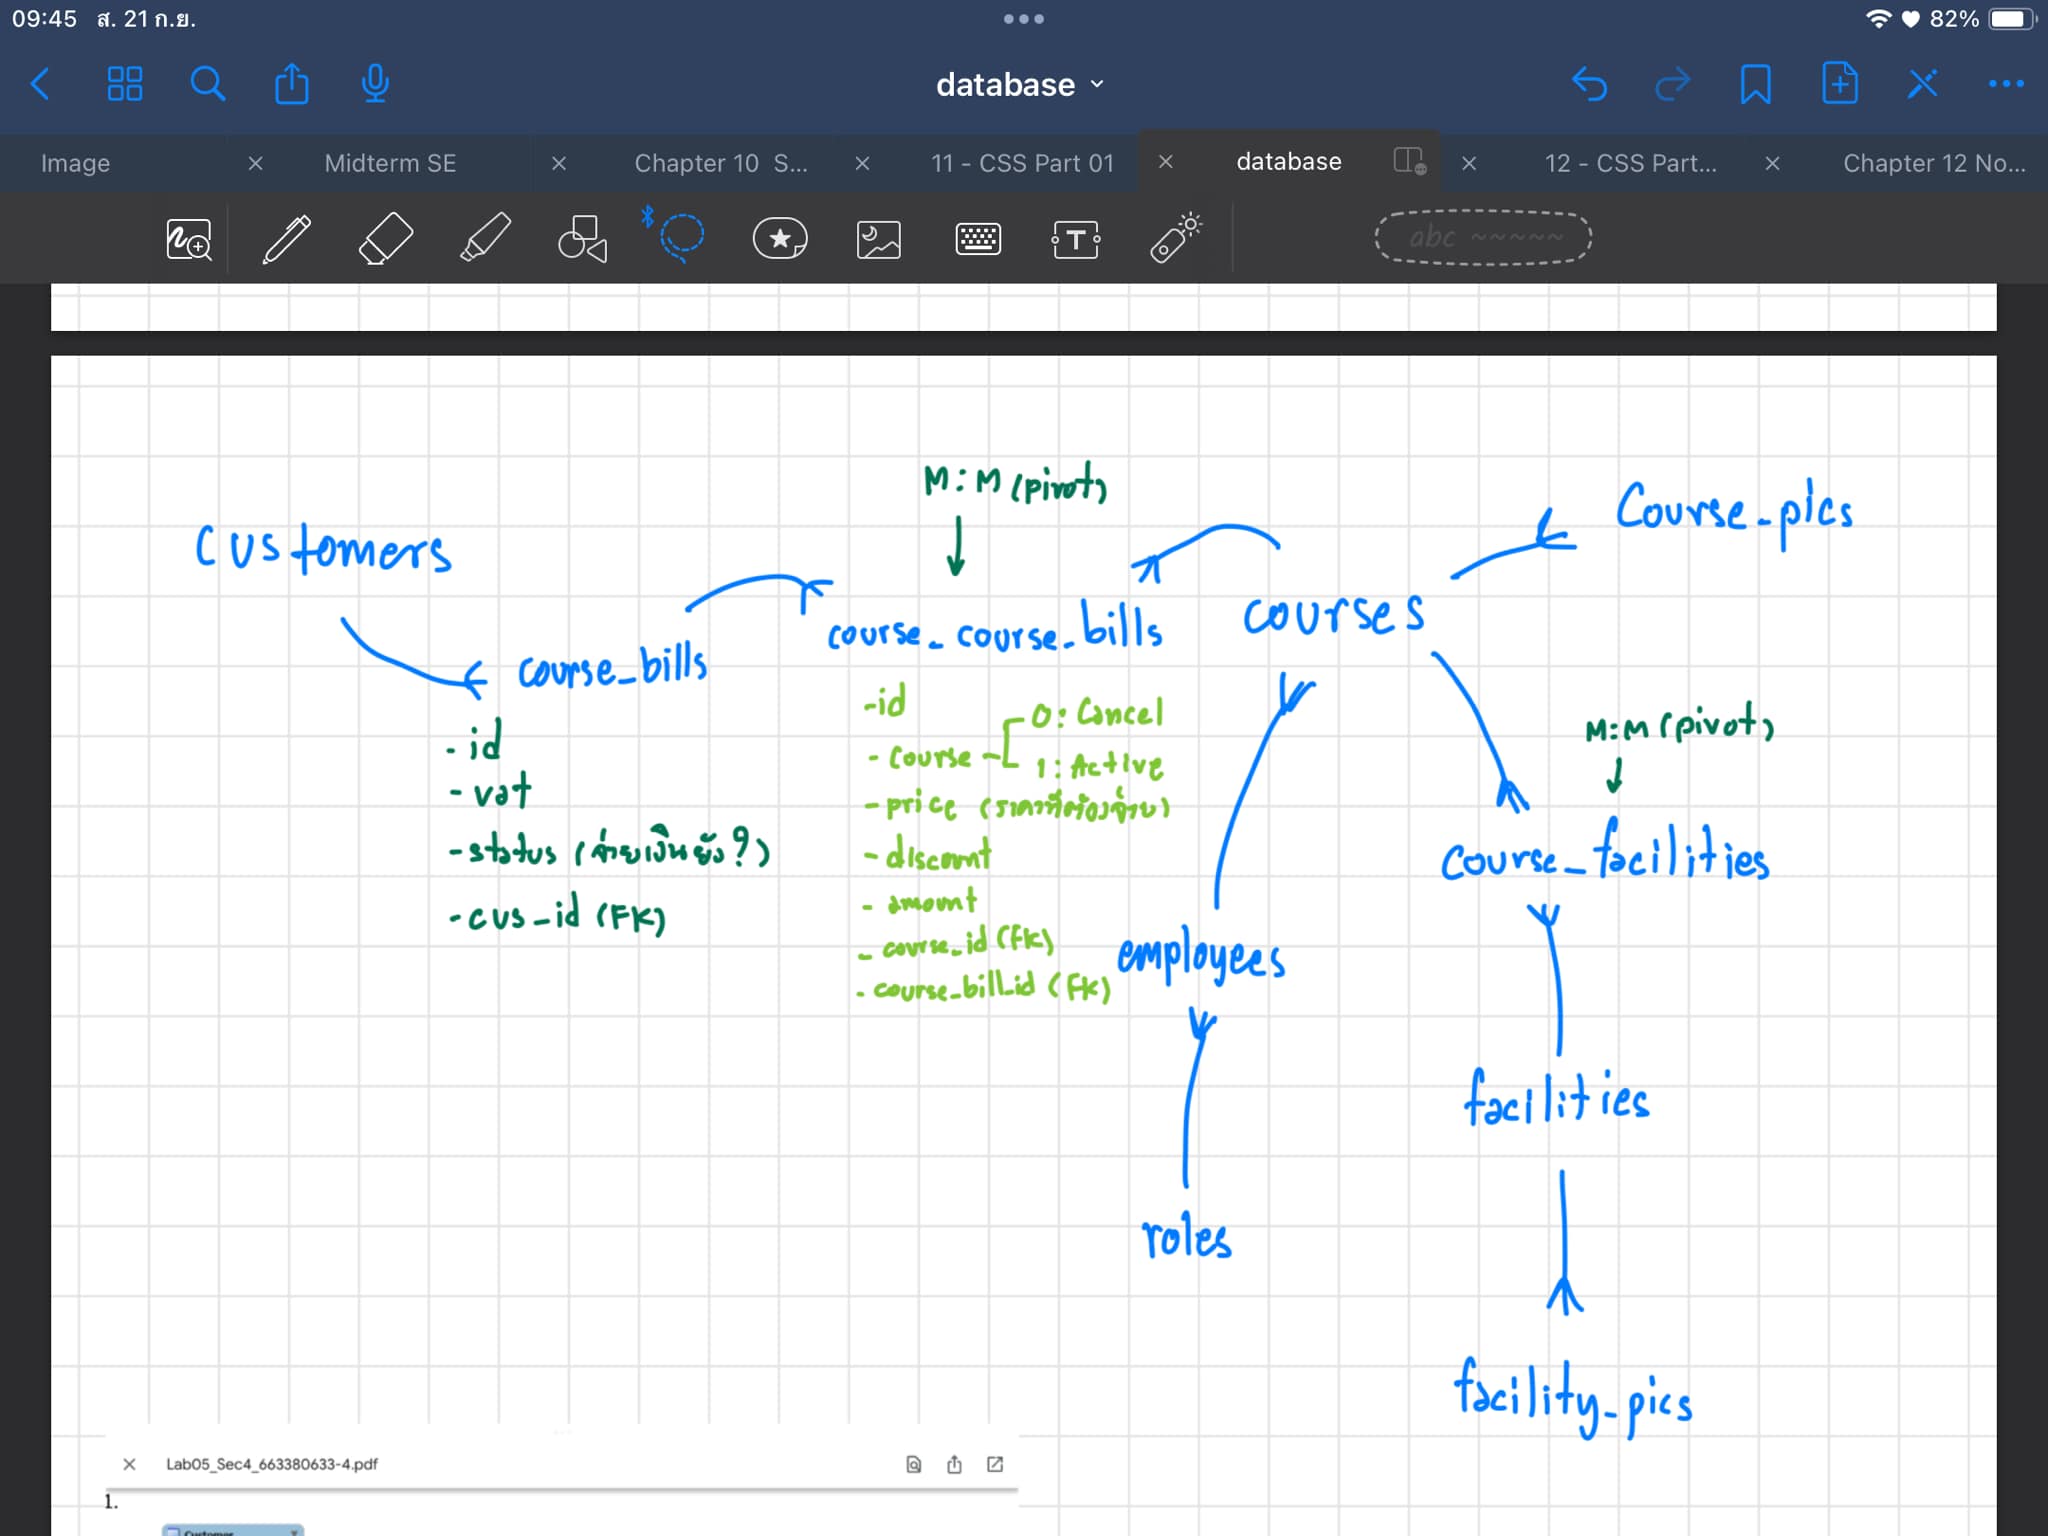 09:45 ส. 21 ก.ย.
82%
database
Image
Midterm SE
Chapter 10 S...
11 - CSS Part 01
database
12 - CSS Part...
Chapter 12 No...
abc
T
M:M (pivot)
Course_pics
Customers
courses
course_course_bills
course_bills
-id
- course
0: Cancel
1: Active
- price (ราคาที่ต้องจ่าย)
- discount
- amount
- course_id (FK)
- course_bill_id (FK)
- id
- vat
- status (จ่ายเงินยัง?)
- cus_id (FK)
M:M (pivot)
course_facilities
employees
facilities
roles
facility_pics
Lab05_Sec4_663380633-4.pdf
1.
Customer